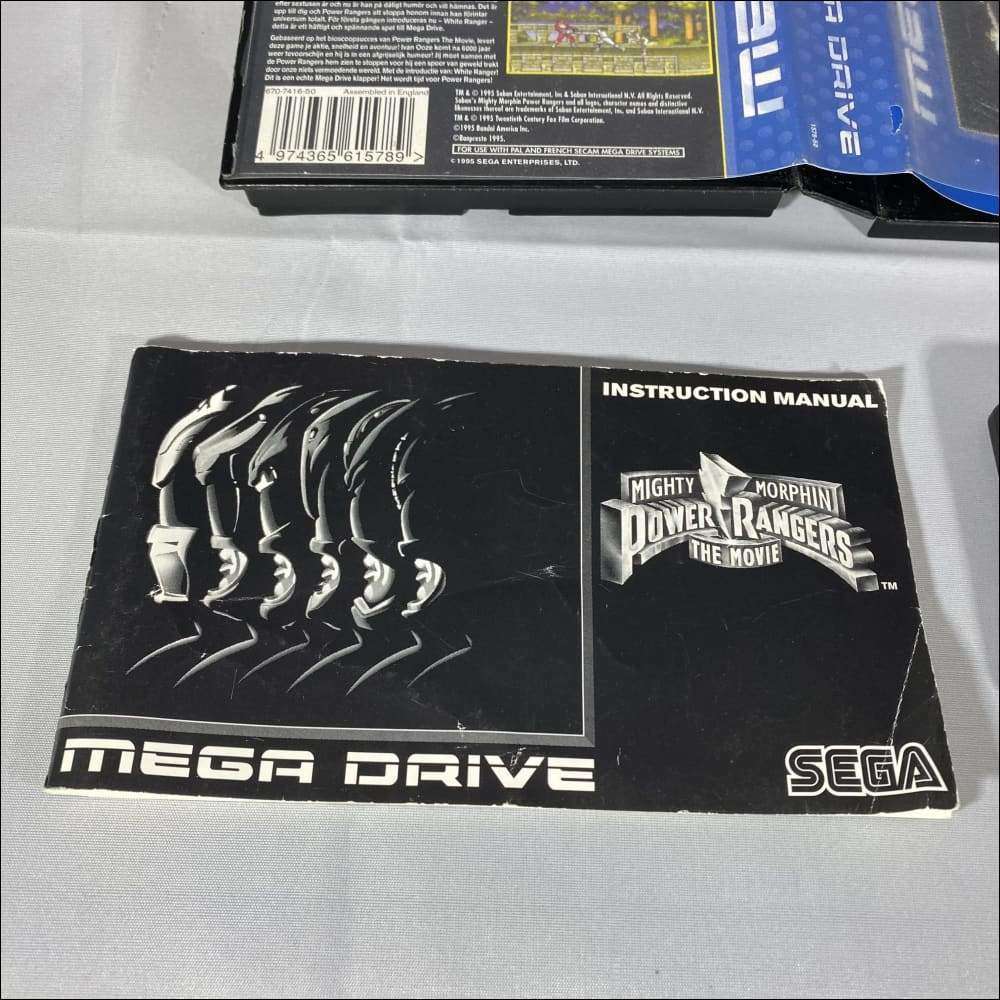 efter sextusen år och nu är han på dåligt humör och vill hämnas. Det är
upp till dig och Power Rangers att stoppa honom innan han förintar
universum totalt. För första gången introduceras nu – White Ranger –
detta är ett häftigt och spännande spel till Mega Drive.
Gebaseerd op het bioscoopsucces van Power Rangers The Movie, levert
deze game je aktie, snelheid en avontuur! Ivan Ooze komt na 6000 jaar
weer tevoorschijn en hij is in een afgrijselijk humeur! Jij moet samen met
de Power Rangers hem zien te stoppen voor hij een spoor van geweld trekt
door onze niets vermoedende wereld. Met de introductie van: White Ranger!
Dit is een echte Mega Drive klapper! Het wordt tijd voor Power Rangers!
670-7416-50 Assembled in England
4 974365 615789 >
TM & © 1995 Saban Entertainment, Inc & Saban International N.V. All Rights Reserved.
Saban's Mighty Morphin Power Rangers and all logos, character names and distinctive
likenesses thereof are trademarks of Saban Entertainment, Inc. and Saban International N.V.
TM & © 1995 Twentieth Century Fox Film Corporation.
©1995 Bandai America Inc.
©Banpresto 1995.
FOR USE WITH PAL AND FRENCH SECAM MEGA DRIVE SYSTEMS
© 1995 SEGA ENTERPRISES, LTD.
DRIVE
1578-50
INSTRUCTION MANUAL
MIGHTY MORPHIN
POWER RANGERS
THE MOVIE
TM
MEGA DRIVE
SEGA